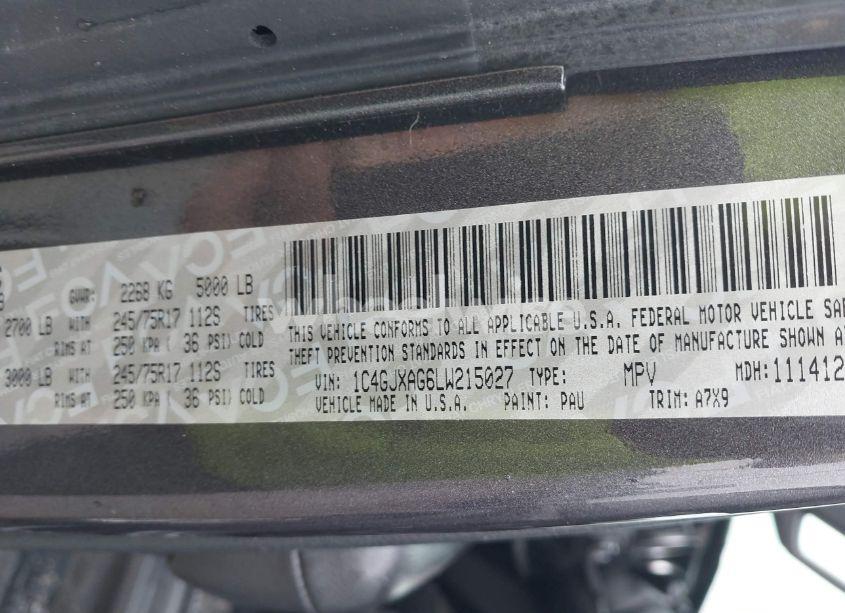 GVWR: 2268 KG 5000 LB
2700 LB WITH 245/75R17 112S TIRES
RIMS AT 250 KPA ( 36 PSI) COLD
3000 LB WITH 245/75R17 112S TIRES
RIMS AT 250 KPA ( 36 PSI) COLD
THIS VEHICLE CONFORMS TO ALL APPLICABLE U.S.A. FEDERAL MOTOR VEHICLE SAF
THEFT PREVENTION STANDARDS IN EFFECT ON THE DATE OF MANUFACTURE SHOWN A
VIN: 1C4GJXAG6LW215027 TYPE: MPV MDH: 111412
VEHICLE MADE IN U.S.A. PAINT: PAU TRIM: A7X9